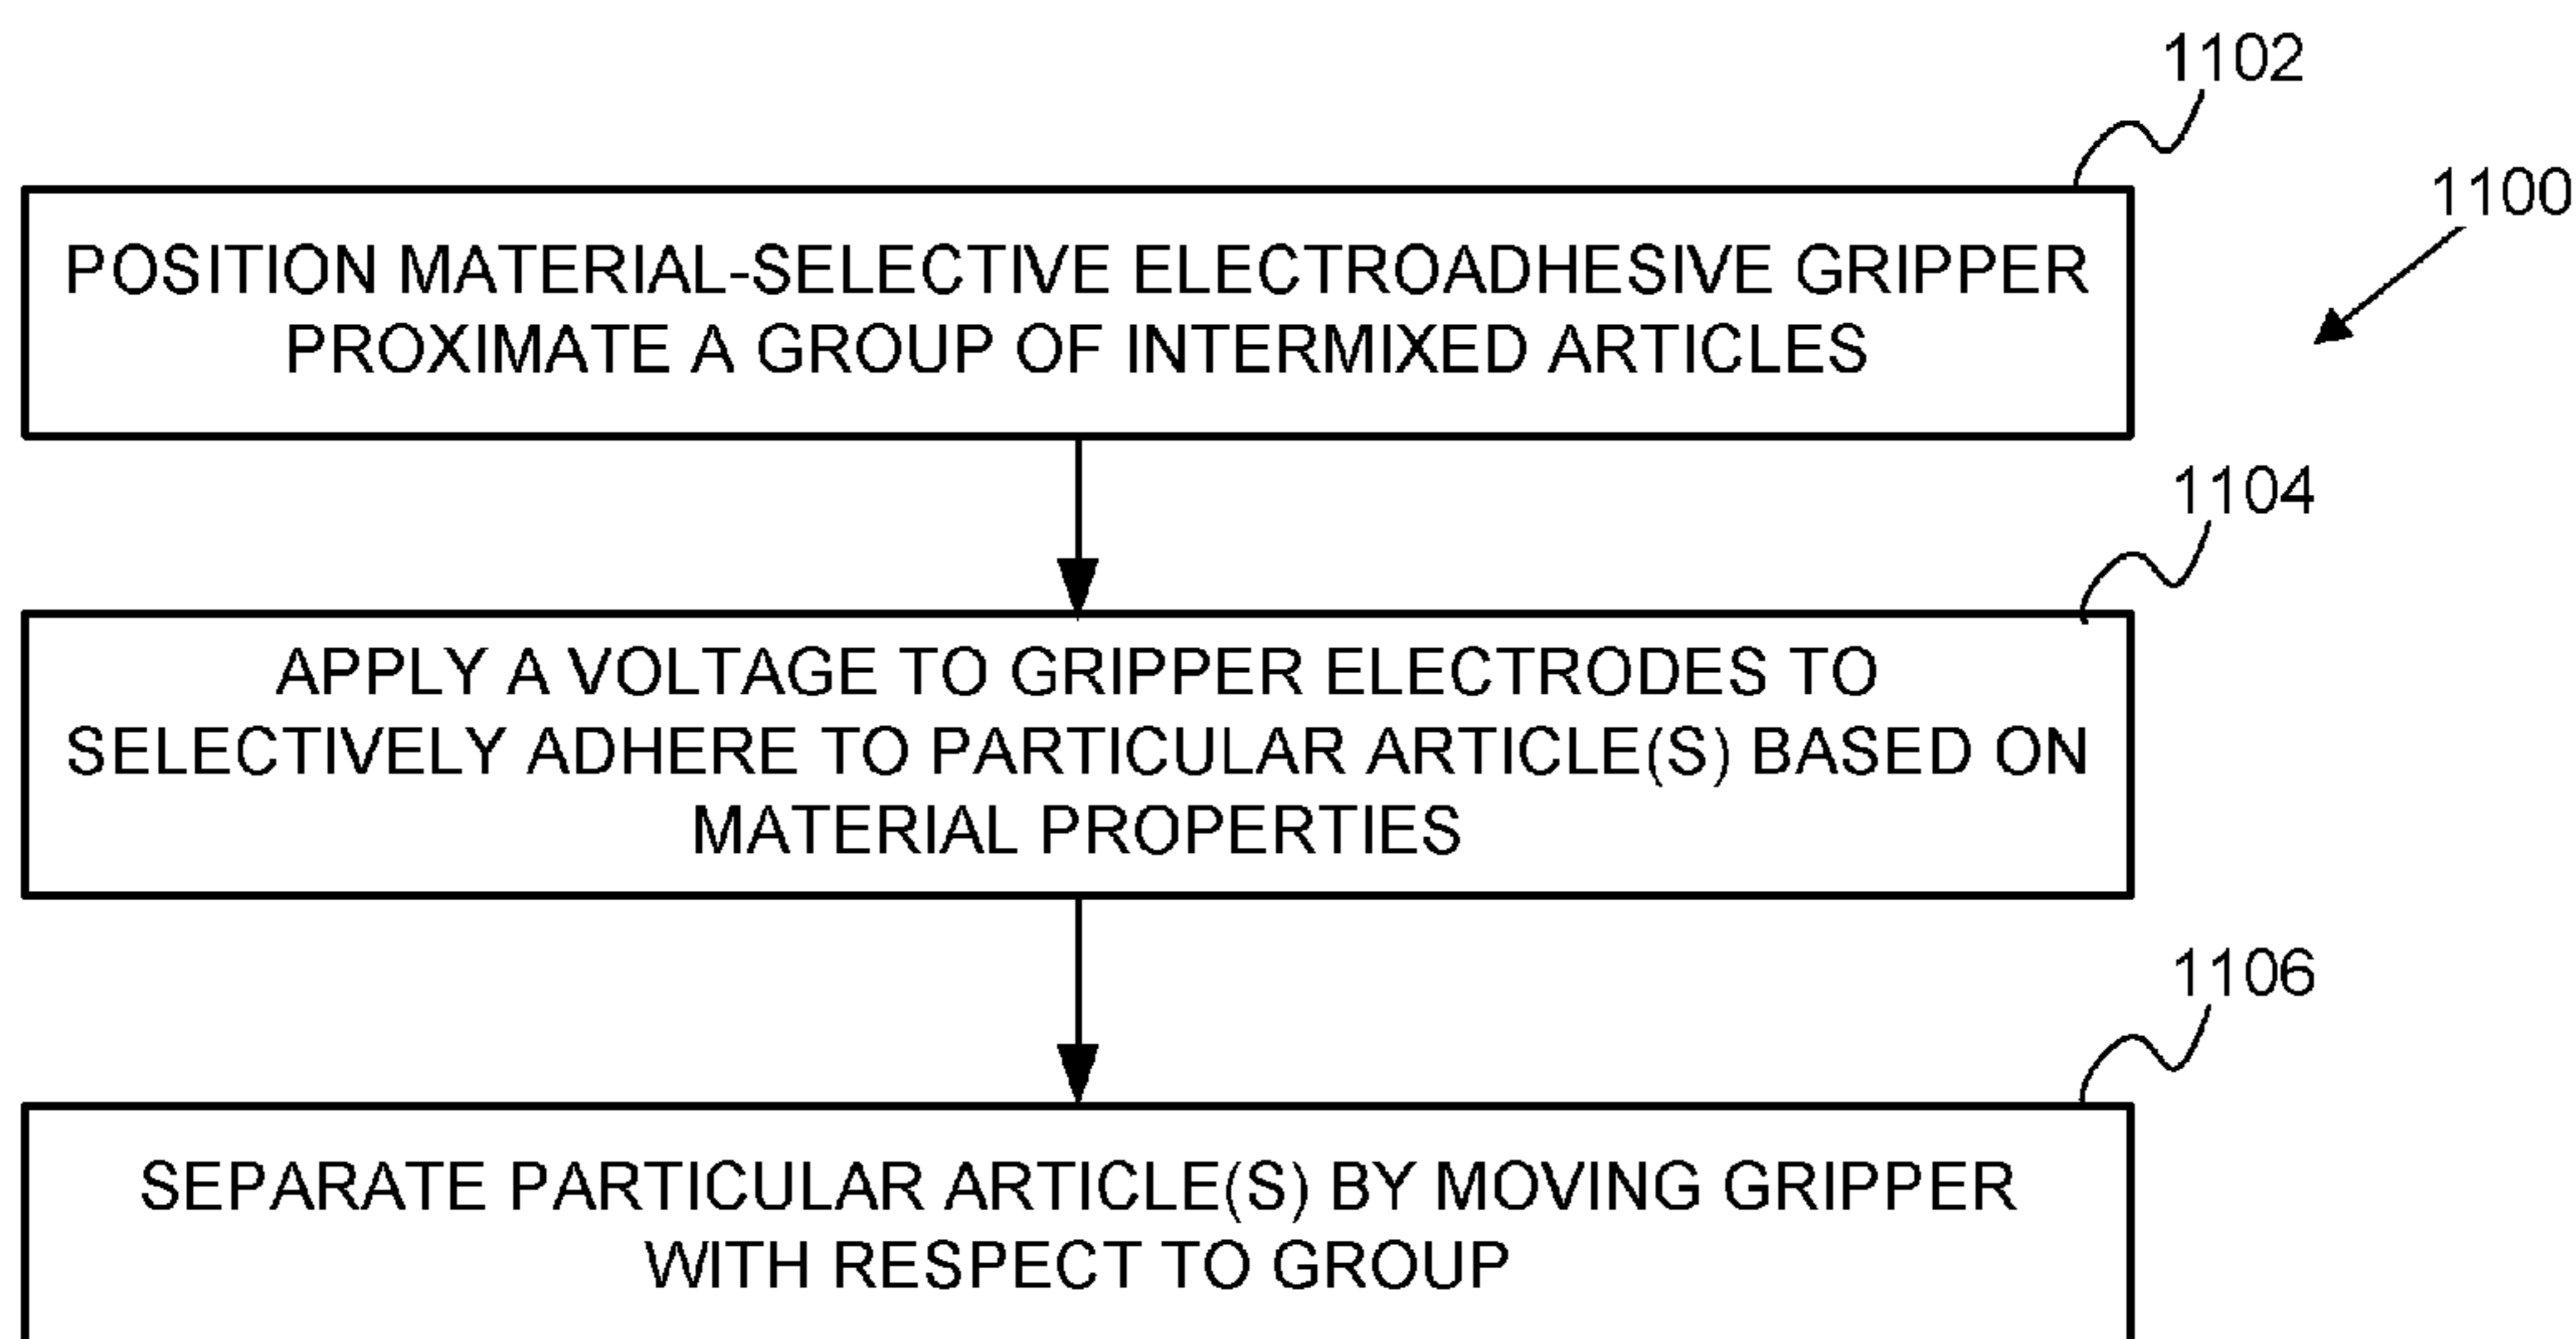 1102
1100
POSITION MATERIAL-SELECTIVE ELECTROADHESIVE GRIPPER
PROXIMATE A GROUP OF INTERMIXED ARTICLES
1104
APPLY A VOLTAGE TO GRIPPER ELECTRODES TO
SELECTIVELY ADHERE TO PARTICULAR ARTICLE(S) BASED ON
MATERIAL PROPERTIES
1106
SEPARATE PARTICULAR ARTICLE(S) BY MOVING GRIPPER
WITH RESPECT TO GROUP